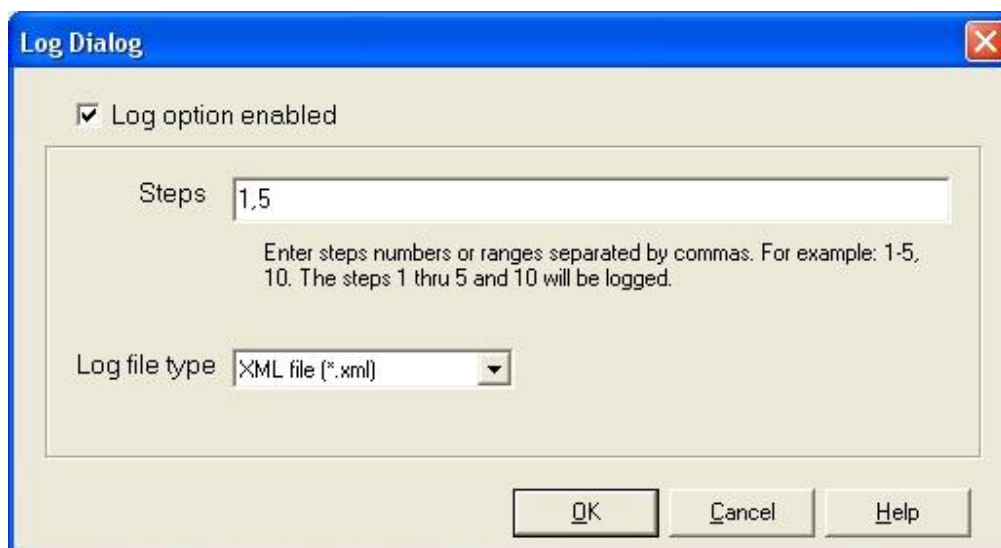 Log Dialog
Log option enabled
Steps 1,5
Enter steps numbers or ranges separated by commas. For example: 1-5,
10. The steps 1 thru 5 and 10 will be logged.
Log file type XML file (*.xml)
OK Cancel Help